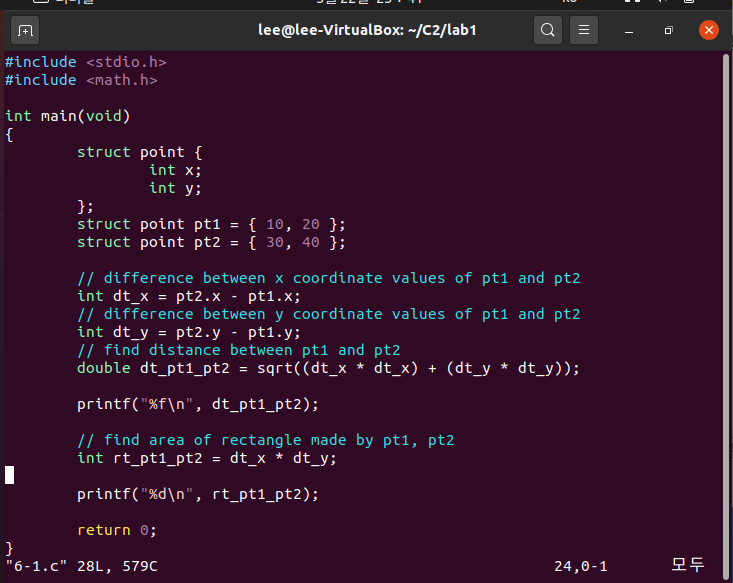 lee@lee-VirtualBox: ~/C2/lab1
#include <stdio.h>
#include <math.h>

int main(void)
{
        struct point {
                int x;
                int y;
        };
        struct point pt1 = { 10, 20 };
        struct point pt2 = { 30, 40 };

        // difference between x coordinate values of pt1 and pt2
        int dt_x = pt2.x - pt1.x;
        // difference between y coordinate values of pt1 and pt2
        int dt_y = pt2.y - pt1.y;
        // find distance between pt1 and pt2
        double dt_pt1_pt2 = sqrt((dt_x * dt_x) + (dt_y * dt_y));

        printf("%f\n", dt_pt1_pt2);

        // find area of rectangle made by pt1, pt2
        int rt_pt1_pt2 = dt_x * dt_y;

        printf("%d\n", rt_pt1_pt2);

        return 0;
}
"6-1.c" 28L, 579C 24,0-1 모두